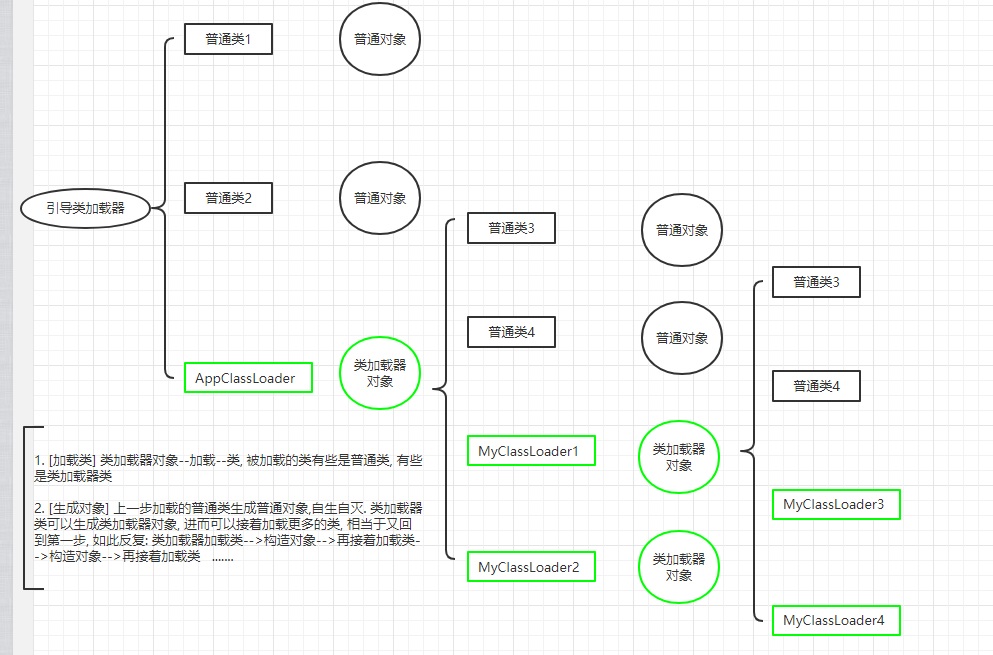 普通类1
普通对象
普通类2
普通对象
引导类加载器
普通类3
普通对象
普通类3
普通类4
普通对象
AppClassLoader
类加载器
对象
普通类4
MyClassLoader1
类加载器
对象
MyClassLoader3
MyClassLoader2
类加载器
对象
MyClassLoader4
1. [加载类] 类加载器对象--加载--类, 被加载的类有些是普通类, 有些
是类加载器类
2. [生成对象] 上一步加载的普通类生成普通对象,自生自灭. 类加载器
类可以生成类加载器对象, 进而可以接着加载更多的类, 相当于又回
到第一步, 如此反复: 类加载器加载类-->构造对象-->再接着加载类-
->构造对象-->再接着加载类 .......